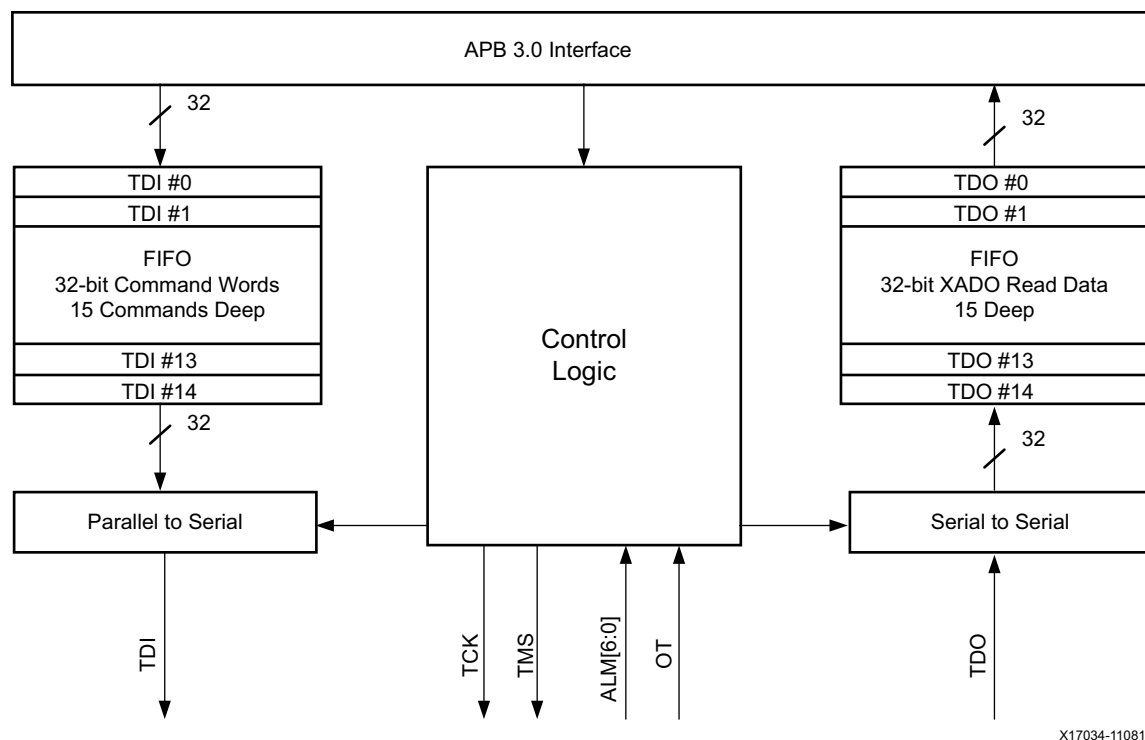 APB 3.0 Interface
32
32
TDI #0
TDI #1
FIFO
32-bit Command Words
15 Commands Deep
TDI #13
TDI #14
Control
Logic
TDO #0
TDO #1
FIFO
32-bit XADO Read Data
15 Deep
TDO #13
TDO #14
32
32
Parallel to Serial
Serial to Serial
TDI
TCK
TMS
ALM[6:0]
OT
TDO
X17034-11081